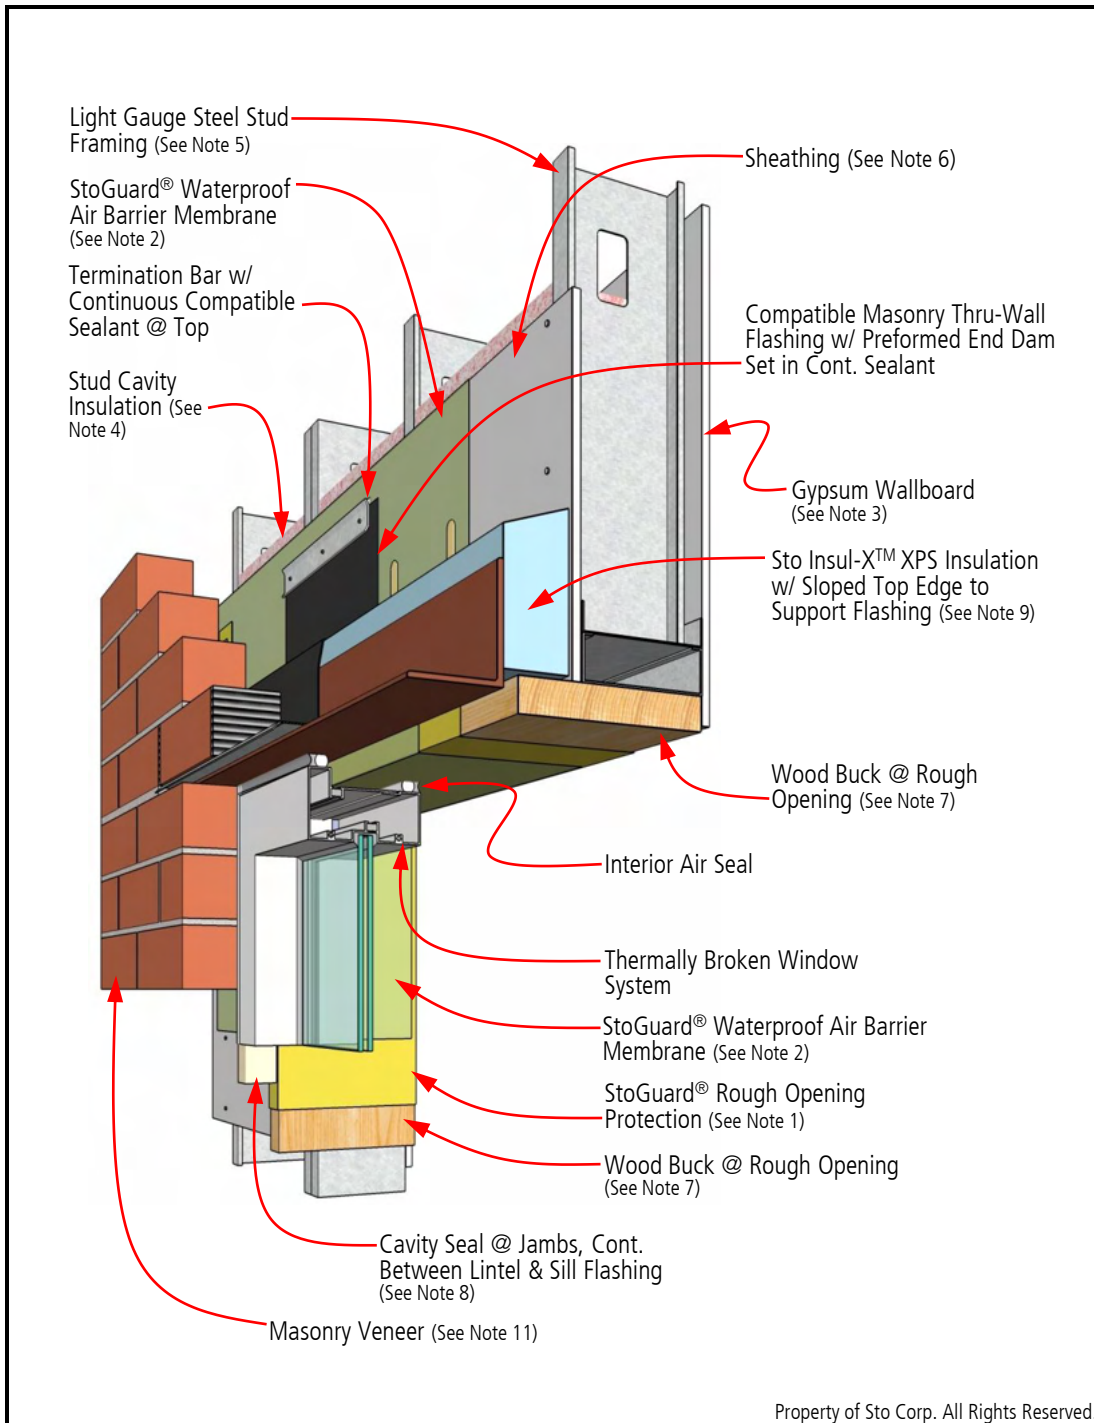 Light Gauge Steel Stud
Framing (See Note 5)
StoGuard® Waterproof
Air Barrier Membrane
(See Note 2)
Termination Bar w/
Continuous Compatible
Sealant @ Top
Stud Cavity
Insulation (See
Note 4)
Sheathing (See Note 6)
Compatible Masonry Thru-Wall
Flashing w/ Preformed End Dam
Set in Cont. Sealant
Gypsum Wallboard
(See Note 3)
Sto Insul-X™ XPS Insulation
w/ Sloped Top Edge to
Support Flashing (See Note 9)
Wood Buck @ Rough
Opening (See Note 7)
Interior Air Seal
Thermally Broken Window
System
StoGuard® Waterproof Air Barrier
Membrane (See Note 2)
StoGuard® Rough Opening
Protection (See Note 1)
Wood Buck @ Rough Opening
(See Note 7)
Cavity Seal @ Jambs, Cont.
Between Lintel & Sill Flashing
(See Note 8)
Masonry Veneer (See Note 11)
Property of Sto Corp. All Rights Reserved.